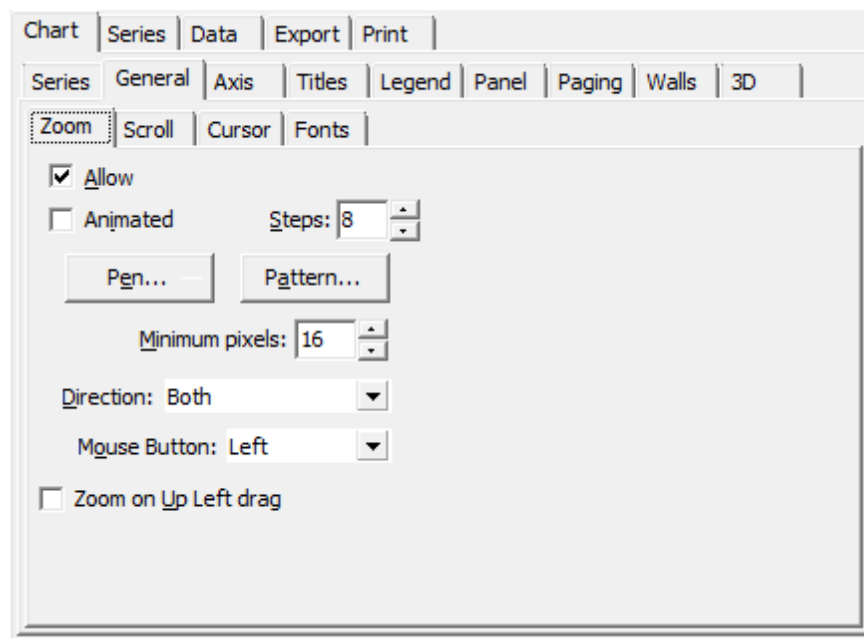 Chart Series Data Export Print
Series General Axis Titles Legend Panel Paging Walls 3D
Zoom Scroll Cursor Fonts
Allow
Animated Steps: 8
Pen... Pattern...
Minimum pixels: 16
Direction: Both
Mouse Button: Left
Zoom on Up Left drag